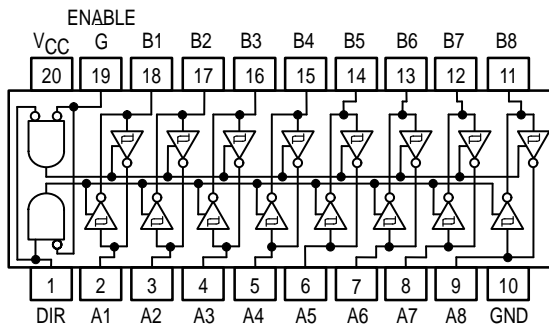 ENABLE
VCC G B1 B2 B3 B4 B5 B6 B7 B8
20 19 18 17 16 15 14 13 12 11
1 2 3 4 5 6 7 8 9 10
DIR A1 A2 A3 A4 A5 A6 A7 A8 GND